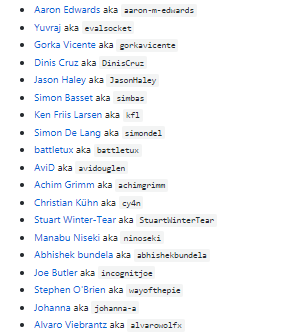 Aaron Edwards aka aaron-m-edwards
Yuvraj aka evalsocket
Gorka Vicente aka gorkavicente
Dinis Cruz aka DinisCruz
Jason Haley aka JasonHaley
Simon Basset aka simbas
Ken Friis Larsen aka kfl
Simon De Lang aka simondel
battletux aka battletux
AviD aka avidouglen
Achim Grimm aka achimgrimm
Christian Kühn aka cy4n
Stuart Winter-Tear aka StuartWinterTear
Manabu Niseki aka ninoseki
Abhishek bundela aka abhishekbundela
Joe Butler aka incognitjoe
Stephen O'Brien aka wayofthepie
Johanna aka johanna-a
Alvaro Viebrantz aka alvarowolfx